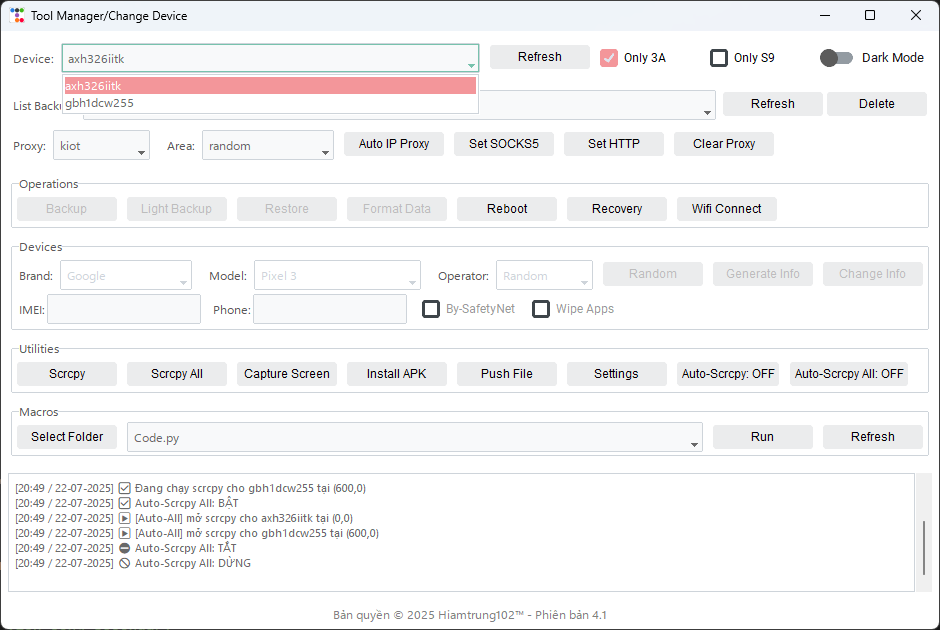 Tool Manager/Change Device
Device: axh326iitk Refresh Only 3A Only S9 Dark Mode
axh326iitk
gbh1dcw255
List Backu Refresh Delete
Proxy: kiot Area: random Auto IP Proxy Set SOCKS5 Set HTTP Clear Proxy
Operations
Backup Light Backup Restore Format Data Reboot Recovery Wifi Connect
Devices
Brand: Google Model: Pixel 3 Operator: Random Random Generate Info Change Info
IMEI: Phone: By-SafetyNet Wipe Apps
Utilities
Scrcpy Scrcpy All Capture Screen Install APK Push File Settings Auto-Scrcpy: OFF Auto-Scrcpy All: OFF
Macros
Select Folder Code.py Run Refresh
[20:49 / 22-07-2025] Đang chạy scrcpy cho gbh1dcw255 tại (600,0)
[20:49 / 22-07-2025] Auto-Scrcpy All: BẬT
[20:49 / 22-07-2025] [Auto-All] mở scrcpy cho axh326iitk tại (0,0)
[20:49 / 22-07-2025] [Auto-All] mở scrcpy cho gbh1dcw255 tại (600,0)
[20:49 / 22-07-2025] Auto-Scrcpy All: TẮT
[20:49 / 22-07-2025] Auto-Scrcpy All: DỪNG
Bản quyền © 2025 Hiamtrung102™ - Phiên bản 4.1